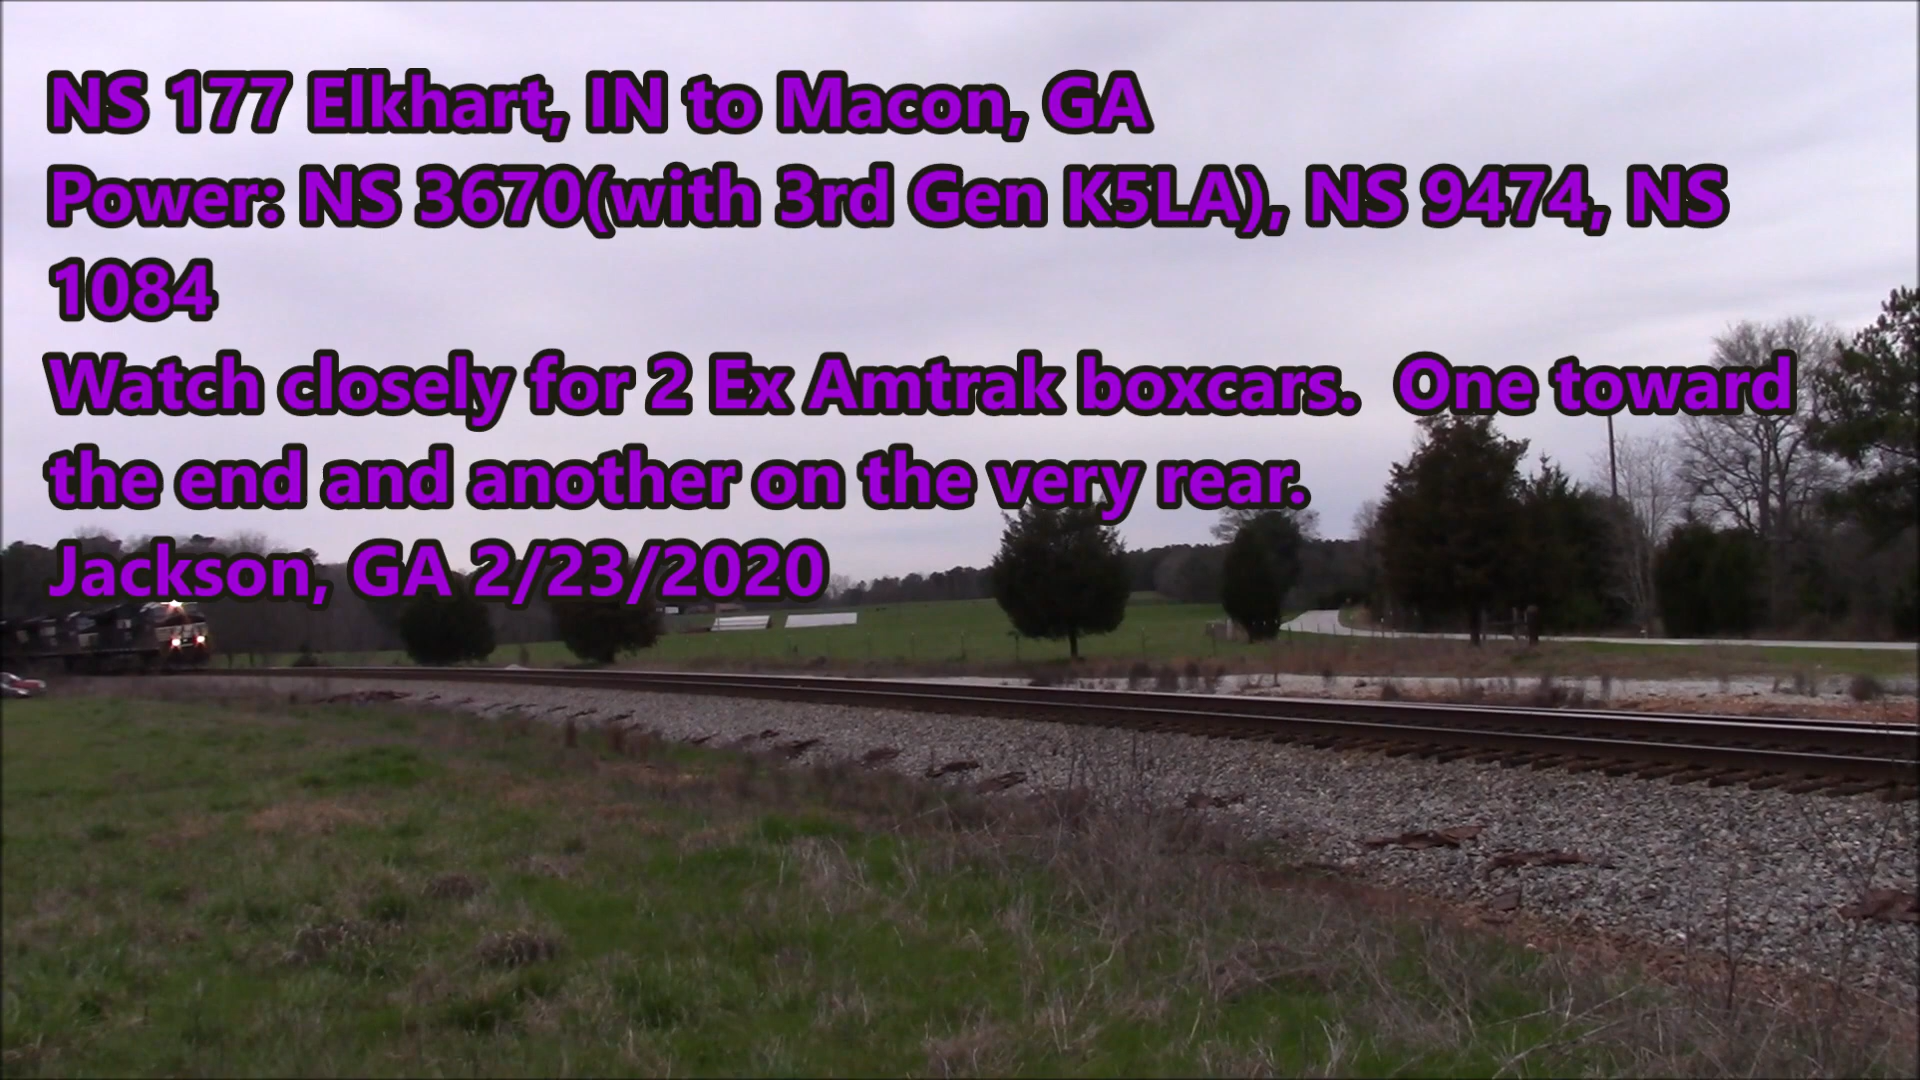 NS 177 Elkhart, IN to Macon, GA
Power: NS 3670(with 3rd Gen K5LA), NS 9474, NS
1084
Watch closely for 2 Ex Amtrak boxcars.  One toward
the end and another on the very rear.
Jackson, GA 2/23/2020